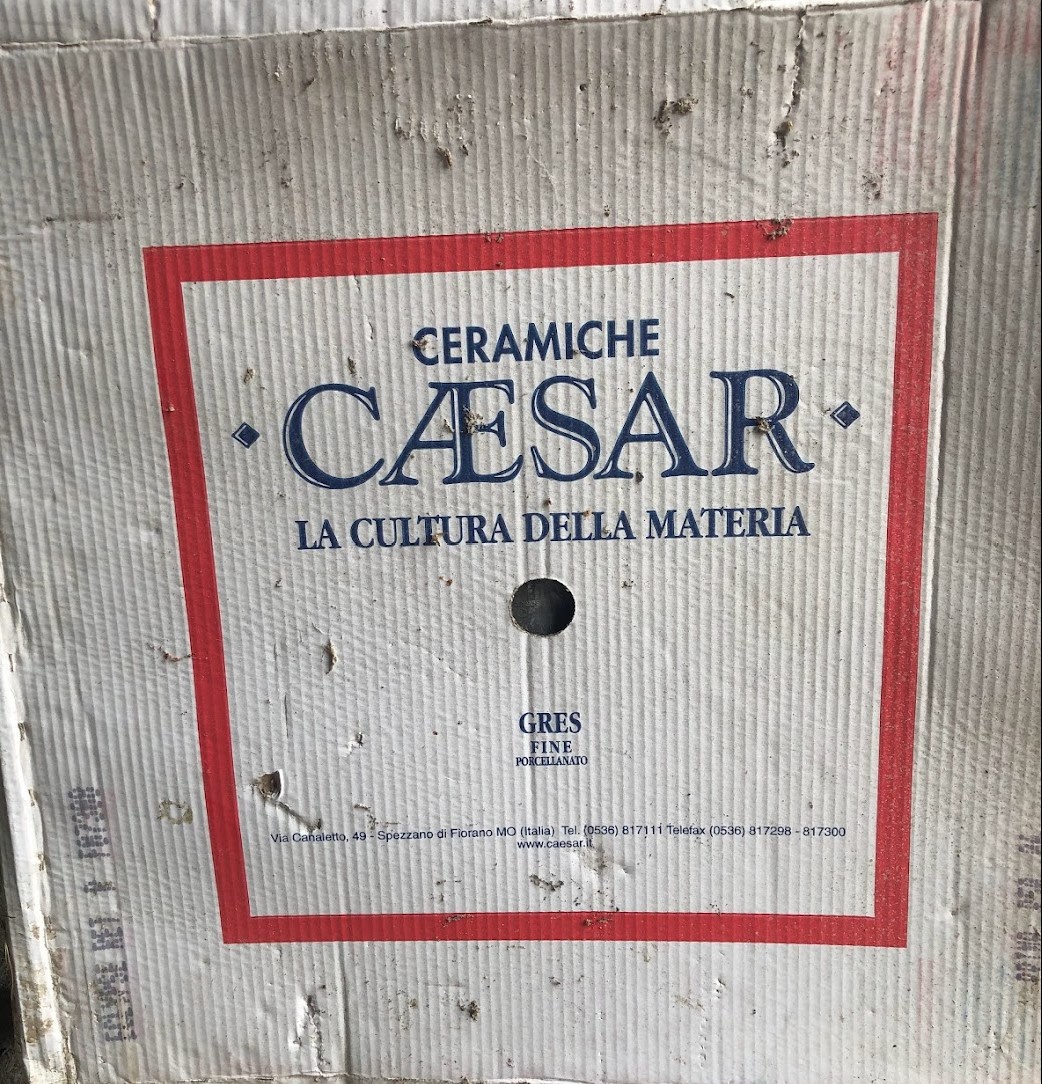 CERAMICHE
CÆSAR
LA CULTURA DELLA MATERIA
GRES
FINE
PORCELLANATO
Via Canaletto, 49 - Spezzano di Fiorano MO (Italia) Tel. (0536) 817111 Telefax (0536) 817298 - 817300
www.caesar.it